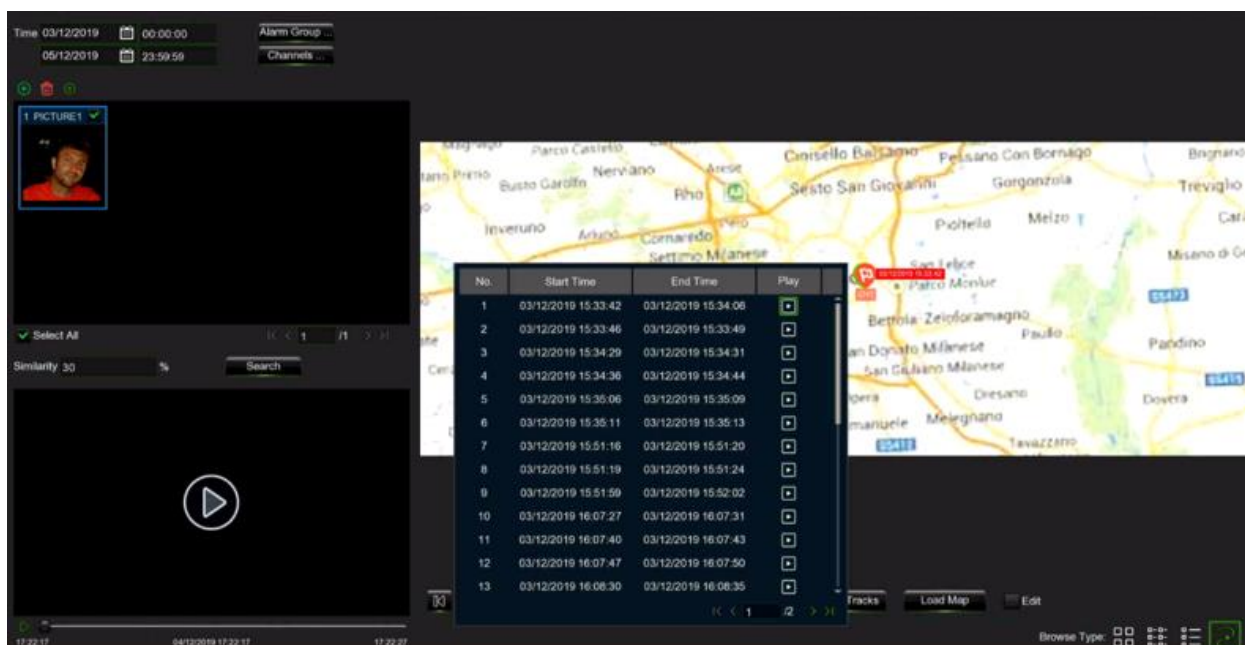 Time 03/12/2019 00:00:00 Alarm Group ...
05/12/2019 23:59:59 Channels ...
1 PICTURE1
Select All 1 /1
Similarity 30 % Search
Parco Castello
Cinisello Balsamo
Pessano Con Bornago
Brignano
Nerviano
Arese
Busto Garolfo
Rho
Sesto San Giovanni
Gorgonzola
Treviglio
Inveruno
Arluno
Cornaredo
Pioltello
Melzo
Settimo Milanese
San Felice
Parco Monlue
03/12/2019 15:33:42
Bettola Zeloforamagno
Paullo
Pandino
San Donato Milanese
San Giuliano Milanese
Opera
Dresano
Dovera
Melegnano
Tavazzano
SS415
No. Start Time End Time Play
1 03/12/2019 15:33:42 03/12/2019 15:34:06
2 03/12/2019 15:33:46 03/12/2019 15:33:49
3 03/12/2019 15:34:29 03/12/2019 15:34:31
4 03/12/2019 15:34:36 03/12/2019 15:34:44
5 03/12/2019 15:35:06 03/12/2019 15:35:09
6 03/12/2019 15:35:11 03/12/2019 15:35:13
7 03/12/2019 15:51:16 03/12/2019 15:51:20
8 03/12/2019 15:51:19 03/12/2019 15:51:24
9 03/12/2019 15:51:59 03/12/2019 15:52:02
10 03/12/2019 16:07:27 03/12/2019 16:07:31
11 03/12/2019 16:07:40 03/12/2019 16:07:43
12 03/12/2019 16:07:47 03/12/2019 16:07:50
13 03/12/2019 16:08:30 03/12/2019 16:08:35
1 /2
Tracks Load Map Edit
17:22:17 04/12/2019 17:22:17 17:22:27
Browse Type: